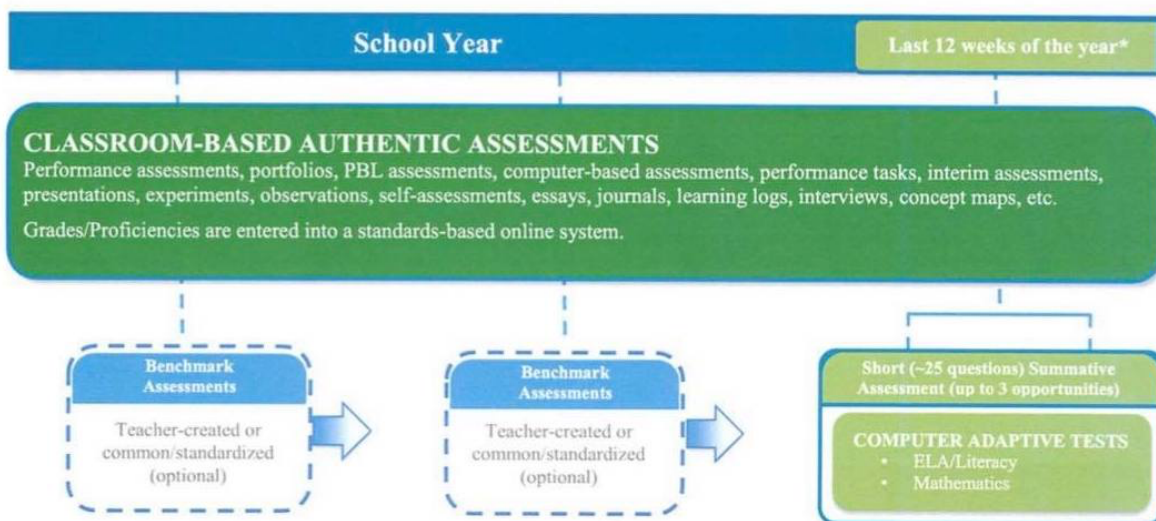 School Year
Last 12 weeks of the year*
CLASSROOM-BASED AUTHENTIC ASSESSMENTS
Performance assessments, portfolios, PBL assessments, computer-based assessments, performance tasks, interim assessments,
presentations, experiments, observations, self-assessments, essays, journals, learning logs, interviews, concept maps, etc.
Grades/Proficiencies are entered into a standards-based online system.
Benchmark
Assessments
Teacher-created or
common/standardized
(optional)
Benchmark
Assessments
Teacher-created or
common/standardized
(optional)
Short (~25 questions) Summative
Assessment (up to 3 opportunities)
COMPUTER ADAPTIVE TESTS
• ELA/Literacy
• Mathematics